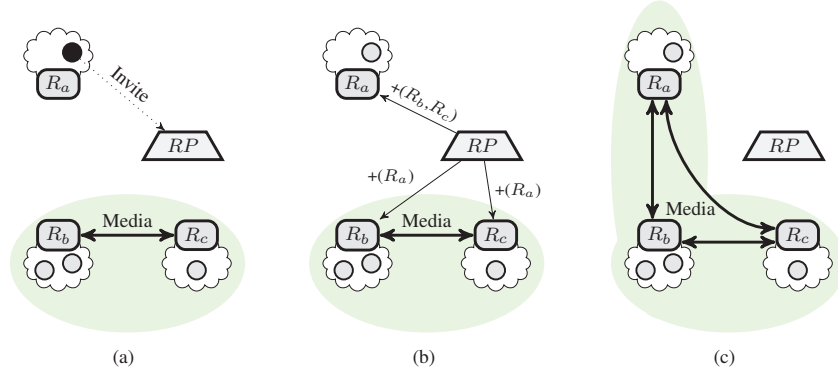 R_a
Invite
RP
R_b
Media
R_c
(a)
R_a
+(R_b,R_c)
RP
+(R_a)
+(R_a)
R_b
Media
R_c
(b)
R_a
RP
Media
R_b
R_c
(c)